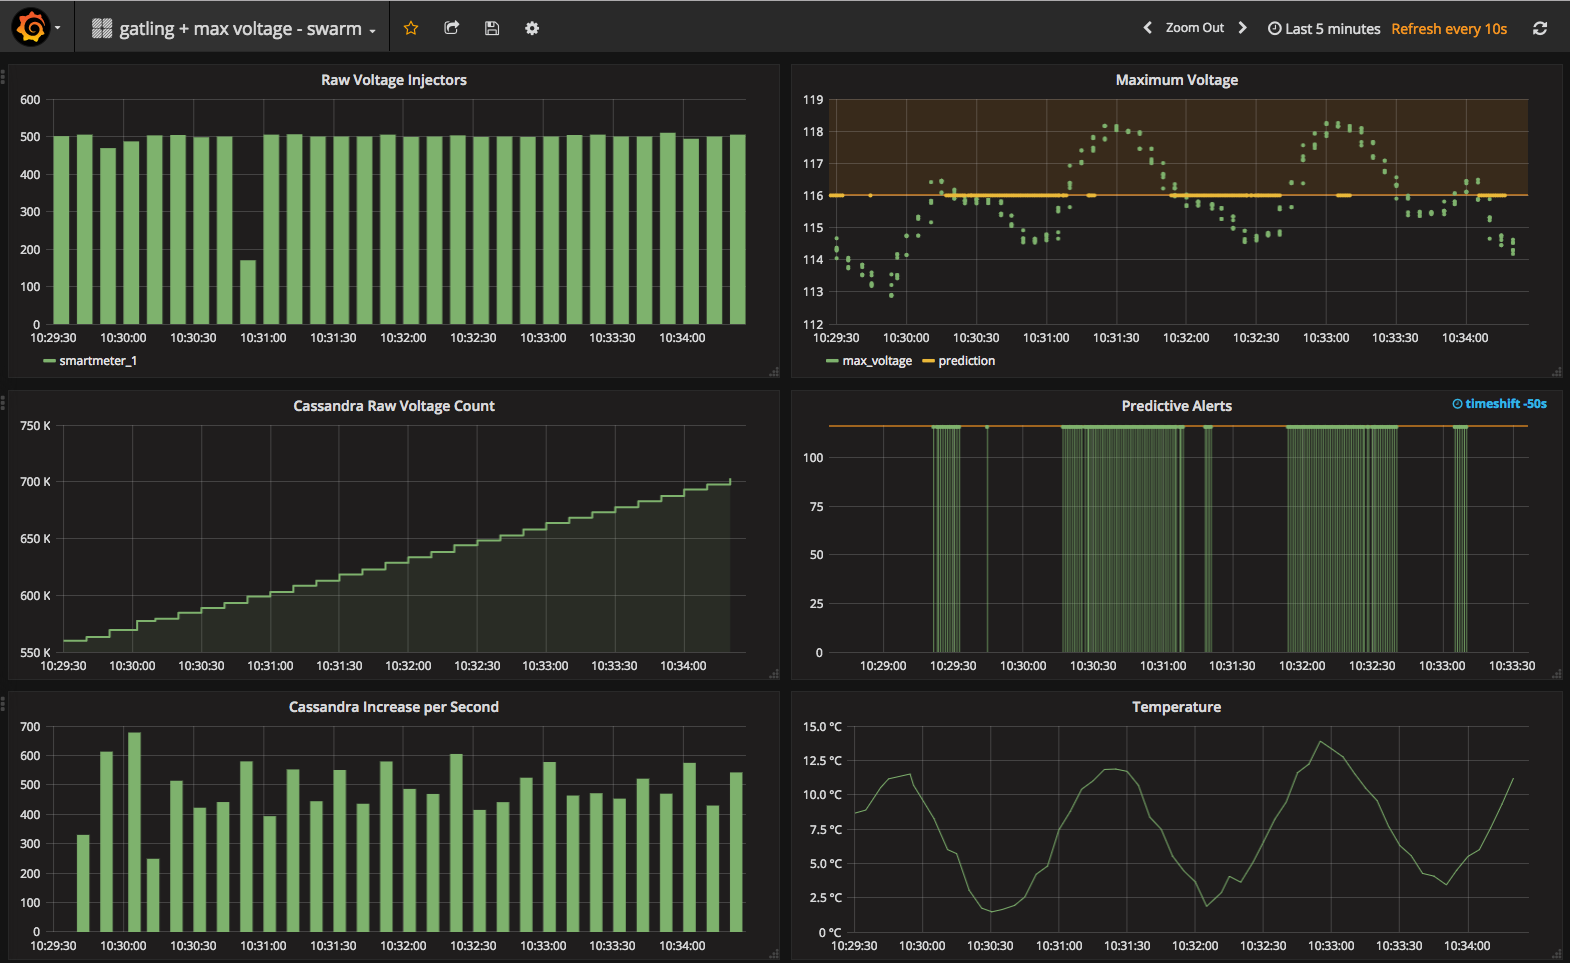 gatling + max voltage - swarm
Zoom Out
Last 5 minutes
Refresh every 10s
Raw Voltage Injectors
600
500
400
300
200
100
0
10:29:30 10:30:00 10:30:30 10:31:00 10:31:30 10:32:00 10:32:30 10:33:00 10:33:30 10:34:00
smartmeter_1
Maximum Voltage
119
118
117
116
115
114
113
112
10:29:30 10:30:00 10:30:30 10:31:00 10:31:30 10:32:00 10:32:30 10:33:00 10:33:30 10:34:00
max_voltage prediction
Cassandra Raw Voltage Count
750 K
700 K
650 K
600 K
550 K
10:29:30 10:30:00 10:30:30 10:31:00 10:31:30 10:32:00 10:32:30 10:33:00 10:33:30 10:34:00
Predictive Alerts
timeshift -50s
100
75
50
25
0
10:29:00 10:29:30 10:30:00 10:30:30 10:31:00 10:31:30 10:32:00 10:32:30 10:33:00 10:33:30
Cassandra Increase per Second
700
600
500
400
300
200
100
0
10:29:30 10:30:00 10:30:30 10:31:00 10:31:30 10:32:00 10:32:30 10:33:00 10:33:30 10:34:00
Temperature
15.0 °C
12.5 °C
10.0 °C
7.5 °C
5.0 °C
2.5 °C
0 °C
10:29:30 10:30:00 10:30:30 10:31:00 10:31:30 10:32:00 10:32:30 10:33:00 10:33:30 10:34:00